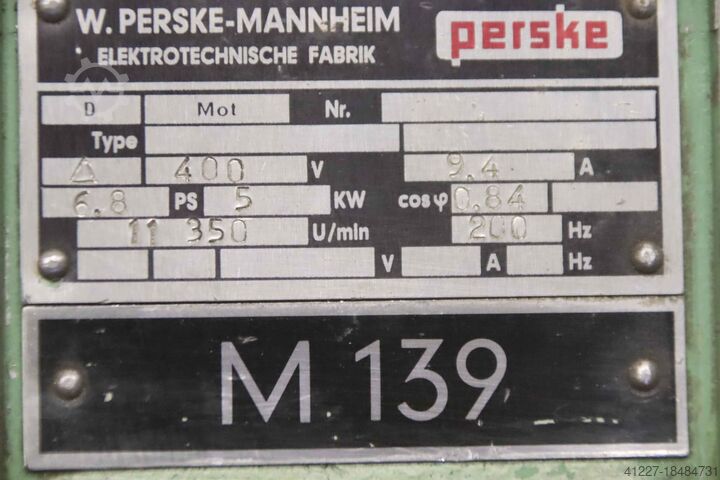 W. PERSKE-MANNHEIM
ELEKTROTECHNISCHE FABRIK
perske
D Mot Nr.
Type
△ 400 V 9.4 A
6.8 PS 5 KW cos φ 0.84
11 350 U/min 200 Hz
V A Hz
M 139
41227-18484731